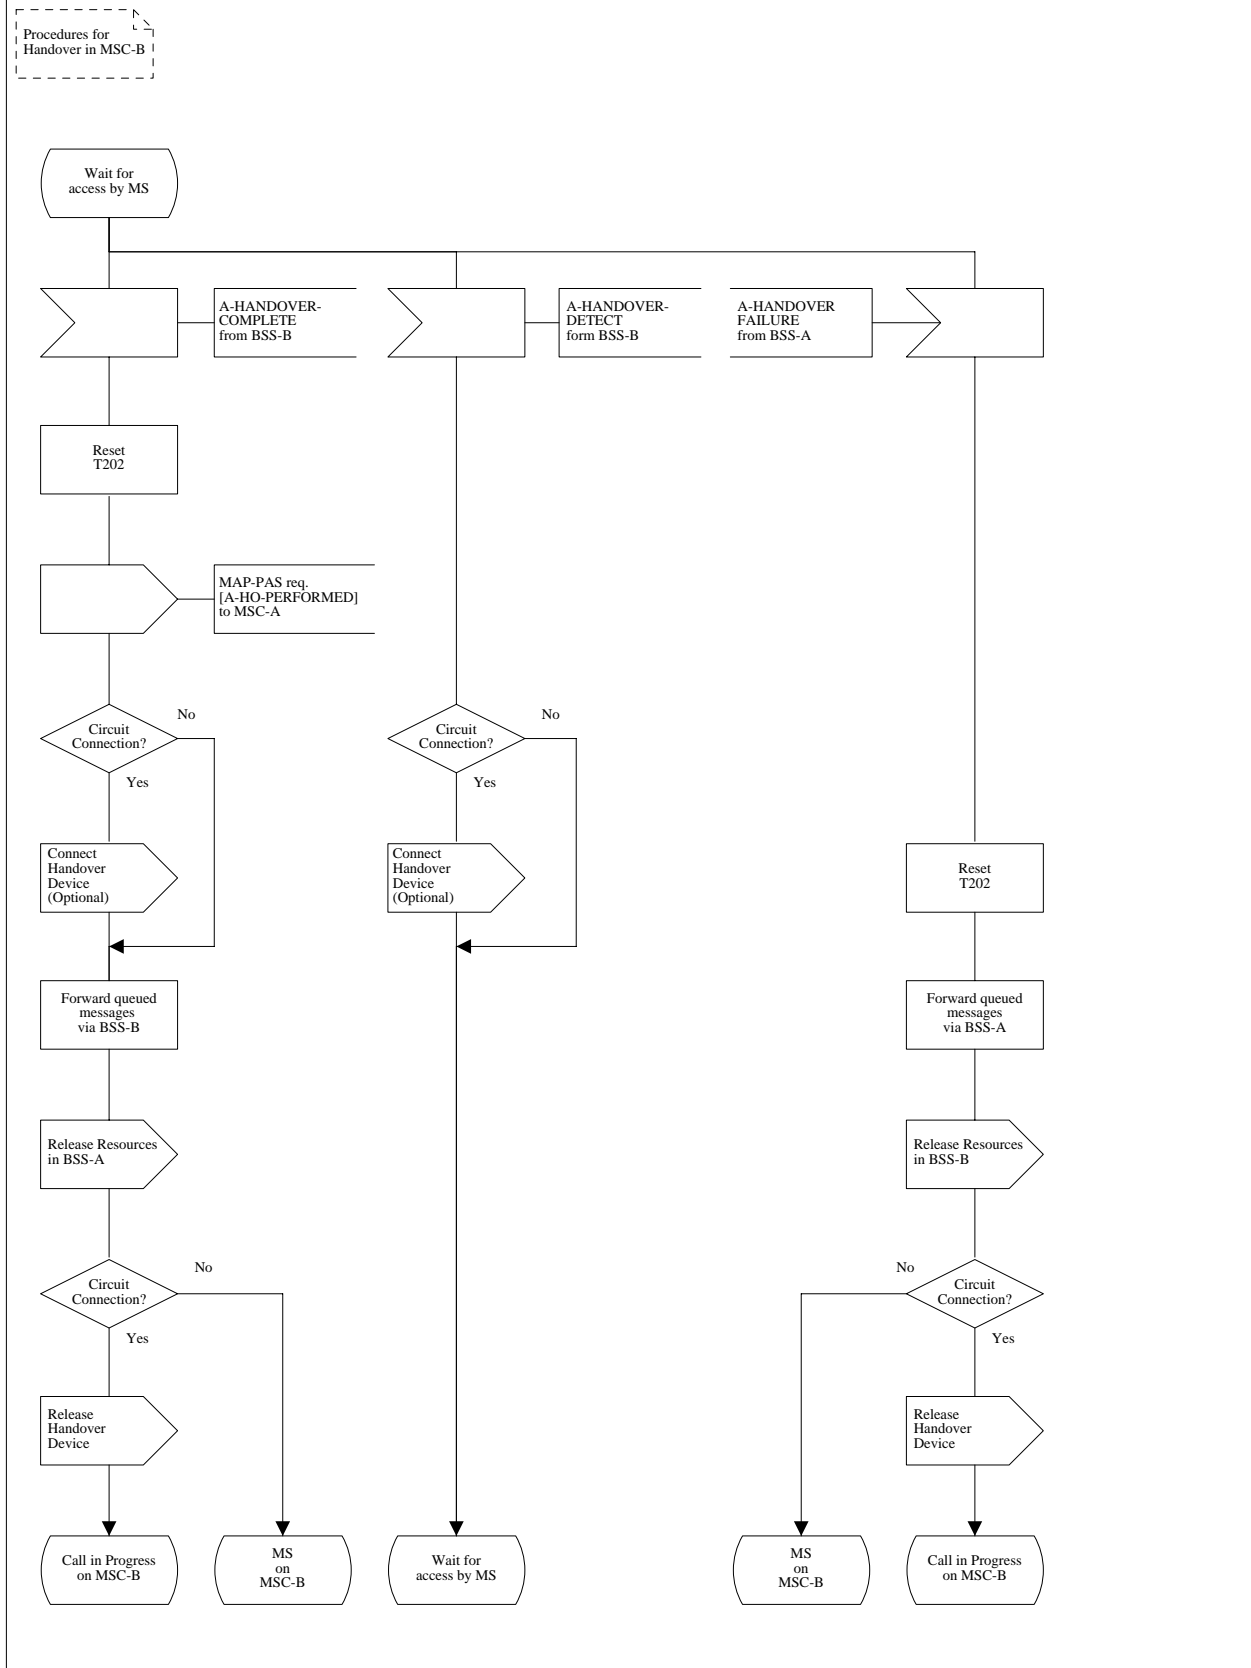 Procedures for
Handover in MSC-B
Wait for
access by MS
A-HANDOVER-
COMPLETE
from BSS-B
A-HANDOVER-
DETECT
form BSS-B
A-HANDOVER
FAILURE
from BSS-A
Reset
T202
MAP-PAS req.
[A-HO-PERFORMED]
to MSC-A
Circuit
Connection?
No
Yes
Circuit
Connection?
No
Yes
Connect
Handover
Device
(Optional)
Connect
Handover
Device
(Optional)
Reset
T202
Forward queued
messages
via BSS-B
Forward queued
messages
via BSS-A
Release Resources
in BSS-A
Release Resources
in BSS-B
Circuit
Connection?
No
Yes
No
Circuit
Connection?
Yes
Release
Handover
Device
Release
Handover
Device
Call in Progress
on MSC-B
MS
on
MSC-B
Wait for
access by MS
MS
on
MSC-B
Call in Progress
on MSC-B